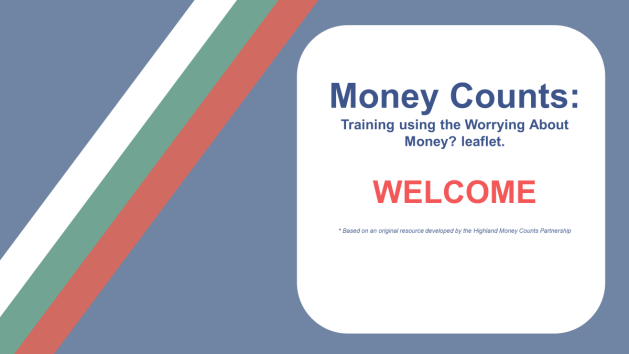 Money Counts:
Training using the Worrying About
Money? leaflet.
WELCOME
* Based on an original resource developed by the Highland Money Counts Partnership